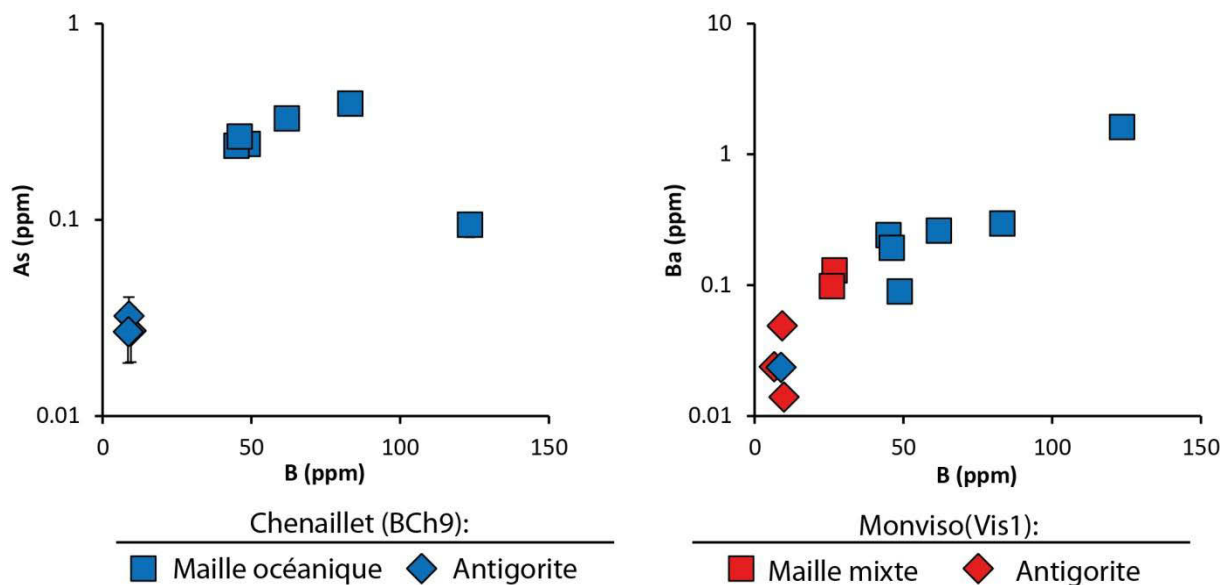 1
0.1
0.01
As (ppm)
0
50
100
150
B (ppm)
10
1
0.1
0.01
Ba (ppm)
0
50
100
150
B (ppm)
Chenaillet (BCh9):
Maille océanique
Antigorite
Monviso(Vis1):
Maille mixte
Antigorite